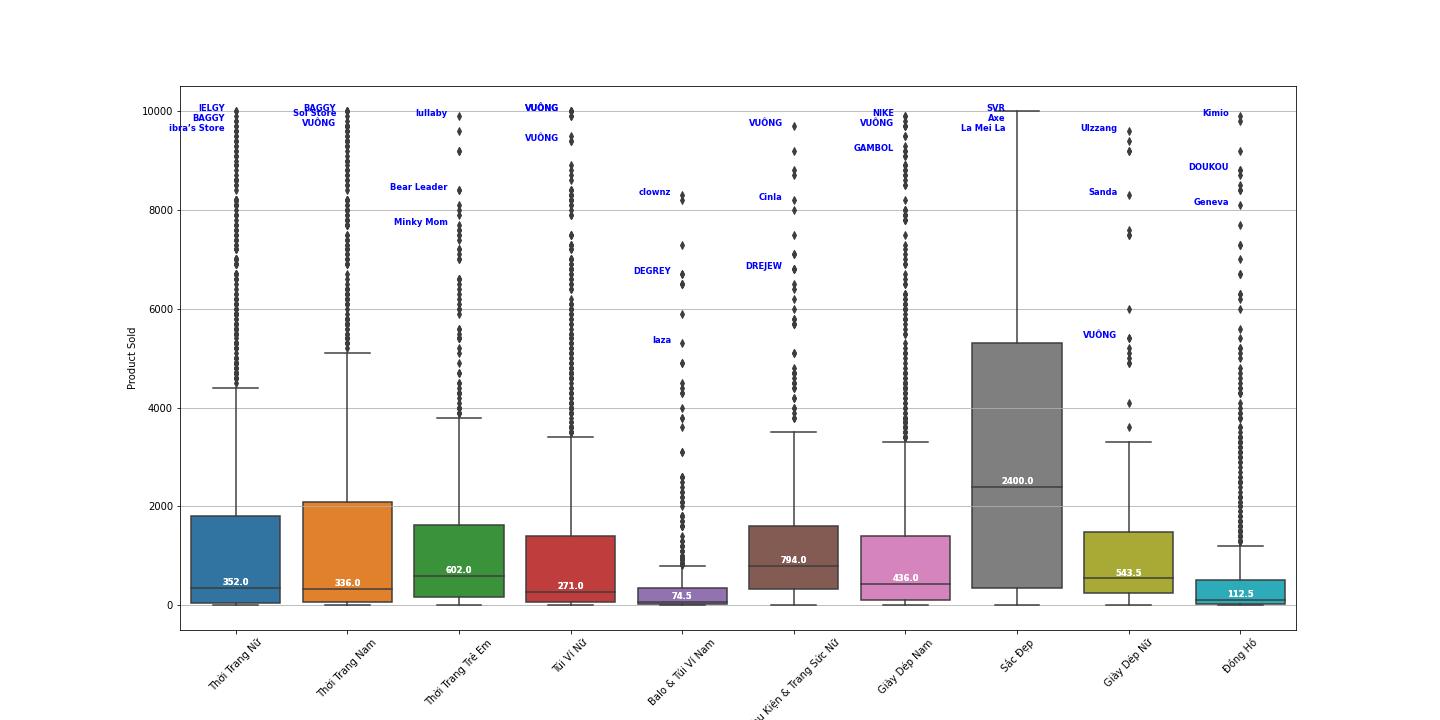 IELGY
BAGGY
ibra's Store
BAGGY
Sol Store
VUÔNG
lullaby
Bear Leader
Minky Mom
VUÔNG
VUÔNG
clownz
DEGREY
laza
VUÔNG
Cinla
DREJEW
NIKE
VUÔNG
GAMBOL
SVR
Axe
La Mei La
Ulzzang
Sanda
VUÔNG
Kimio
DOUKOU
Geneva
10000
8000
6000
4000
2000
0
Product Sold
352.0
336.0
602.0
271.0
74.5
794.0
436.0
2400.0
543.5
112.5
Thời Trang Nữ
Thời Trang Nam
Thời Trang Trẻ Em
Túi Ví Nữ
Balo & Túi Ví Nam
Kiện & Trang Sức Nữ
Giày Dép Nam
Sắc Đẹp
Giày Dép Nữ
Đồng Hồ